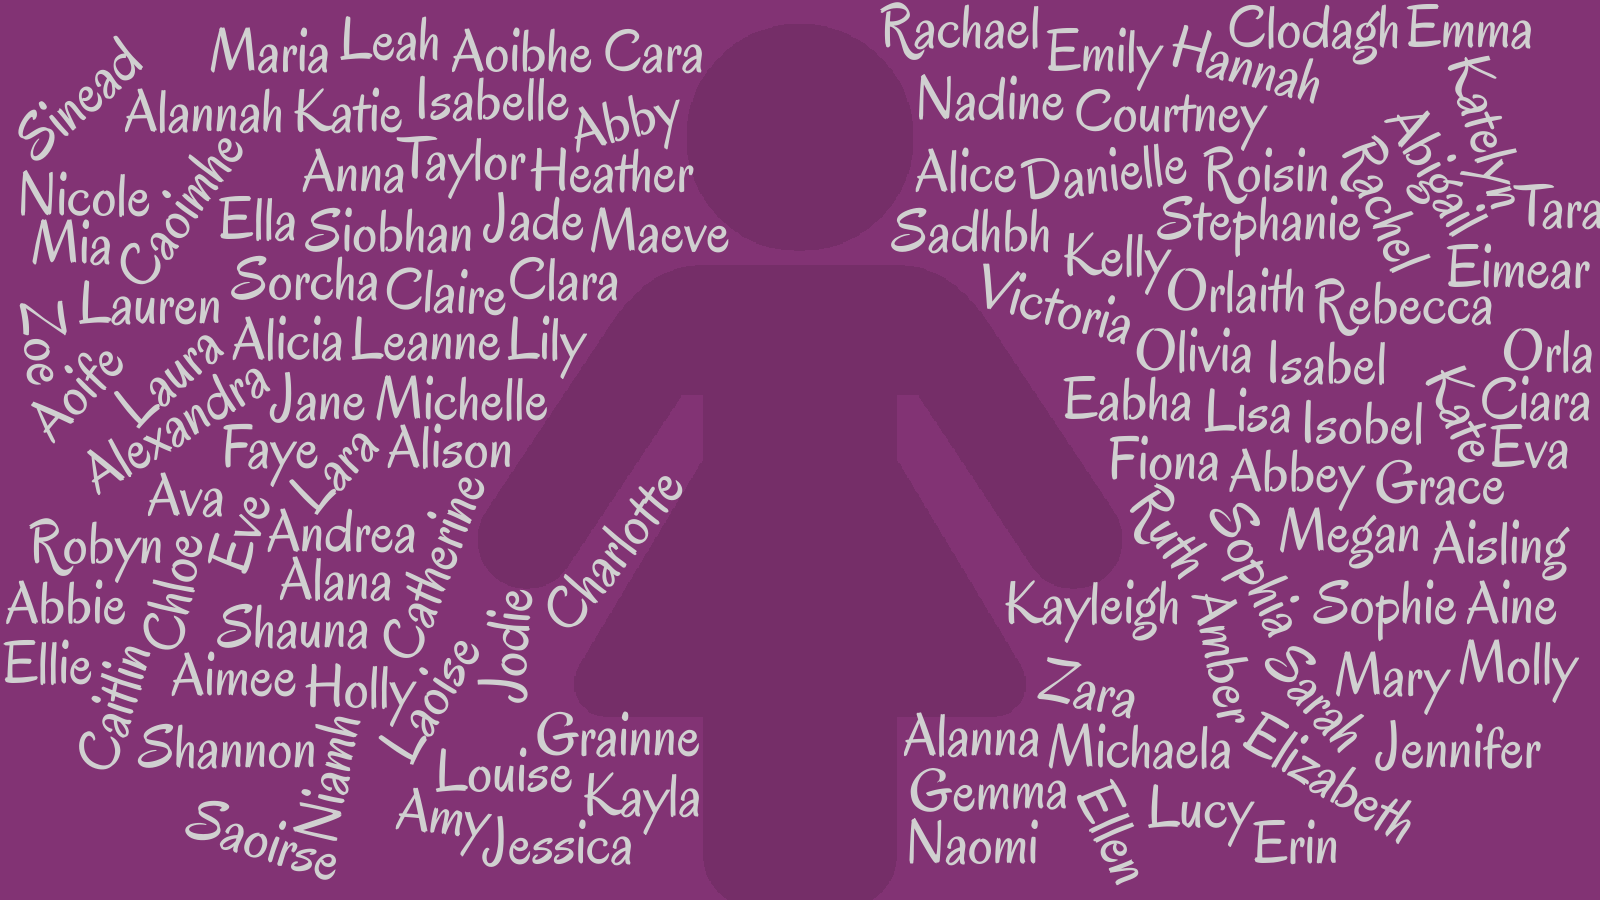 Maria Leah Aoibhe Cara
Sinead
Alannah Katie Isabelle Abby
Anna Taylor Heather
Nicole
Caoimhe
Ella Siobhan Jade Maeve
Mia
Sorcha Claire Clara
Lauren
Zoe
Alicia Leanne Lily
Aoife
Laura
Alexandra
Jane Michelle
Faye
Lara
Alison
Ava
Eve
Andrea
Catherine
Charlotte
Robyn
Chloe
Alana
Abbie
Shauna
Jodie
Ellie
Caitlin
Aimee Holly
Laoise
Shannon
Niamh
Grainne
Louise
Kayla
Saoirse
Amy
Jessica
Rachael
Emily
Hannah
Clodagh Emma
Nadine Courtney
Katelyn
Abigail
Alice Danielle Roisin
Rachel
Tara
Sadhbh Kelly Stephanie
Eimear
Victoria
Orlaith Rebecca
Olivia Isabel
Orla
Eabha Lisa Isobel
Kate
Ciara
Eva
Fiona Abbey Grace
Ruth
Sophia
Megan Aisling
Kayleigh
Amber
Sophie Aine
Sarah
Mary Molly
Zara
Alanna Michaela
Elizabeth
Jennifer
Gemma
Ellen
Lucy
Naomi
Erin